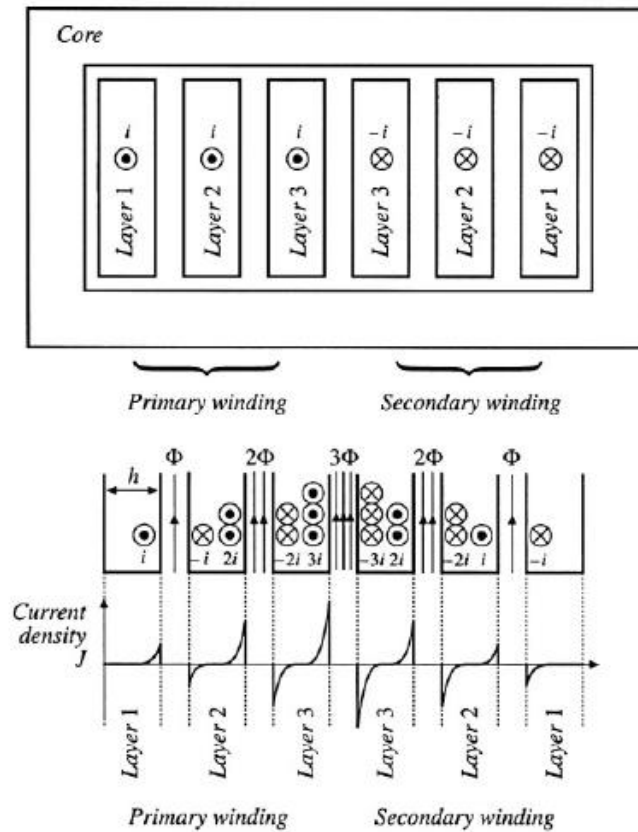 Core
i i i −i −i −i
Layer 1 Layer 2 Layer 3 Layer 3 Layer 2 Layer 1
Primary winding Secondary winding
Φ 2Φ 3Φ 2Φ Φ
h
i −i 2i −2i 3i −3i 2i −2i i −i
Current
density
J
Layer 1 Layer 2 Layer 3 Layer 3 Layer 2 Layer 1
Primary winding Secondary winding